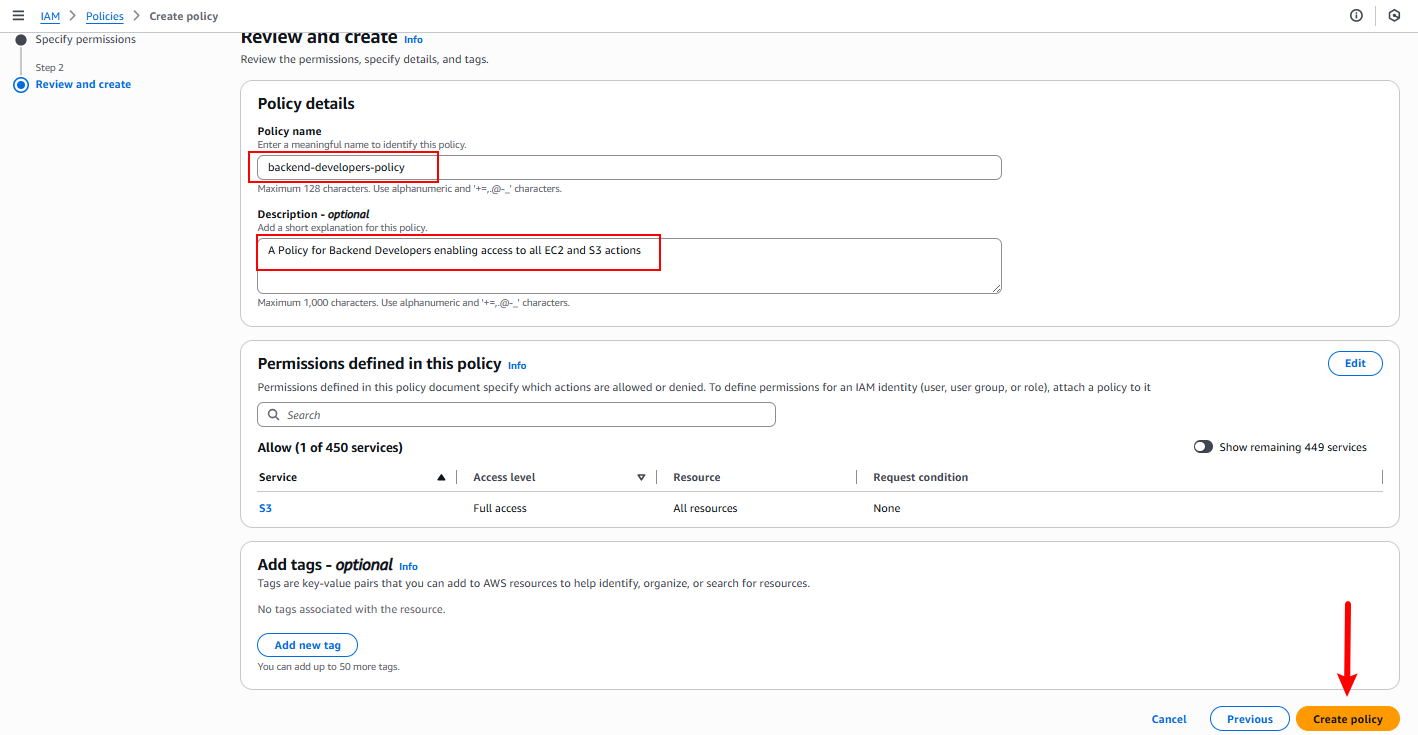 IAM > Policies > Create policy
Specify permissions
Step 2
Review and create
Review and create Info
Review the permissions, specify details, and tags.
Policy details
Policy name
Enter a meaningful name to identify this policy.
backend-developers-policy
Maximum 128 characters. Use alphanumeric and '+=,.@-_' characters.
Description - optional
Add a short explanation for this policy.
A Policy for Backend Developers enabling access to all EC2 and S3 actions
Maximum 1,000 characters. Use alphanumeric and '+=,.@-_' characters.
Permissions defined in this policy Info
Edit
Permissions defined in this policy document specify which actions are allowed or denied. To define permissions for an IAM identity (user, user group, or role), attach a policy to it
Search
Allow (1 of 450 services)
Show remaining 449 services
Service Access level Resource Request condition
S3 Full access All resources None
Add tags - optional Info
Tags are key-value pairs that you can add to AWS resources to help identify, organize, or search for resources.
No tags associated with the resource.
Add new tag
You can add up to 50 more tags.
Cancel Previous Create policy